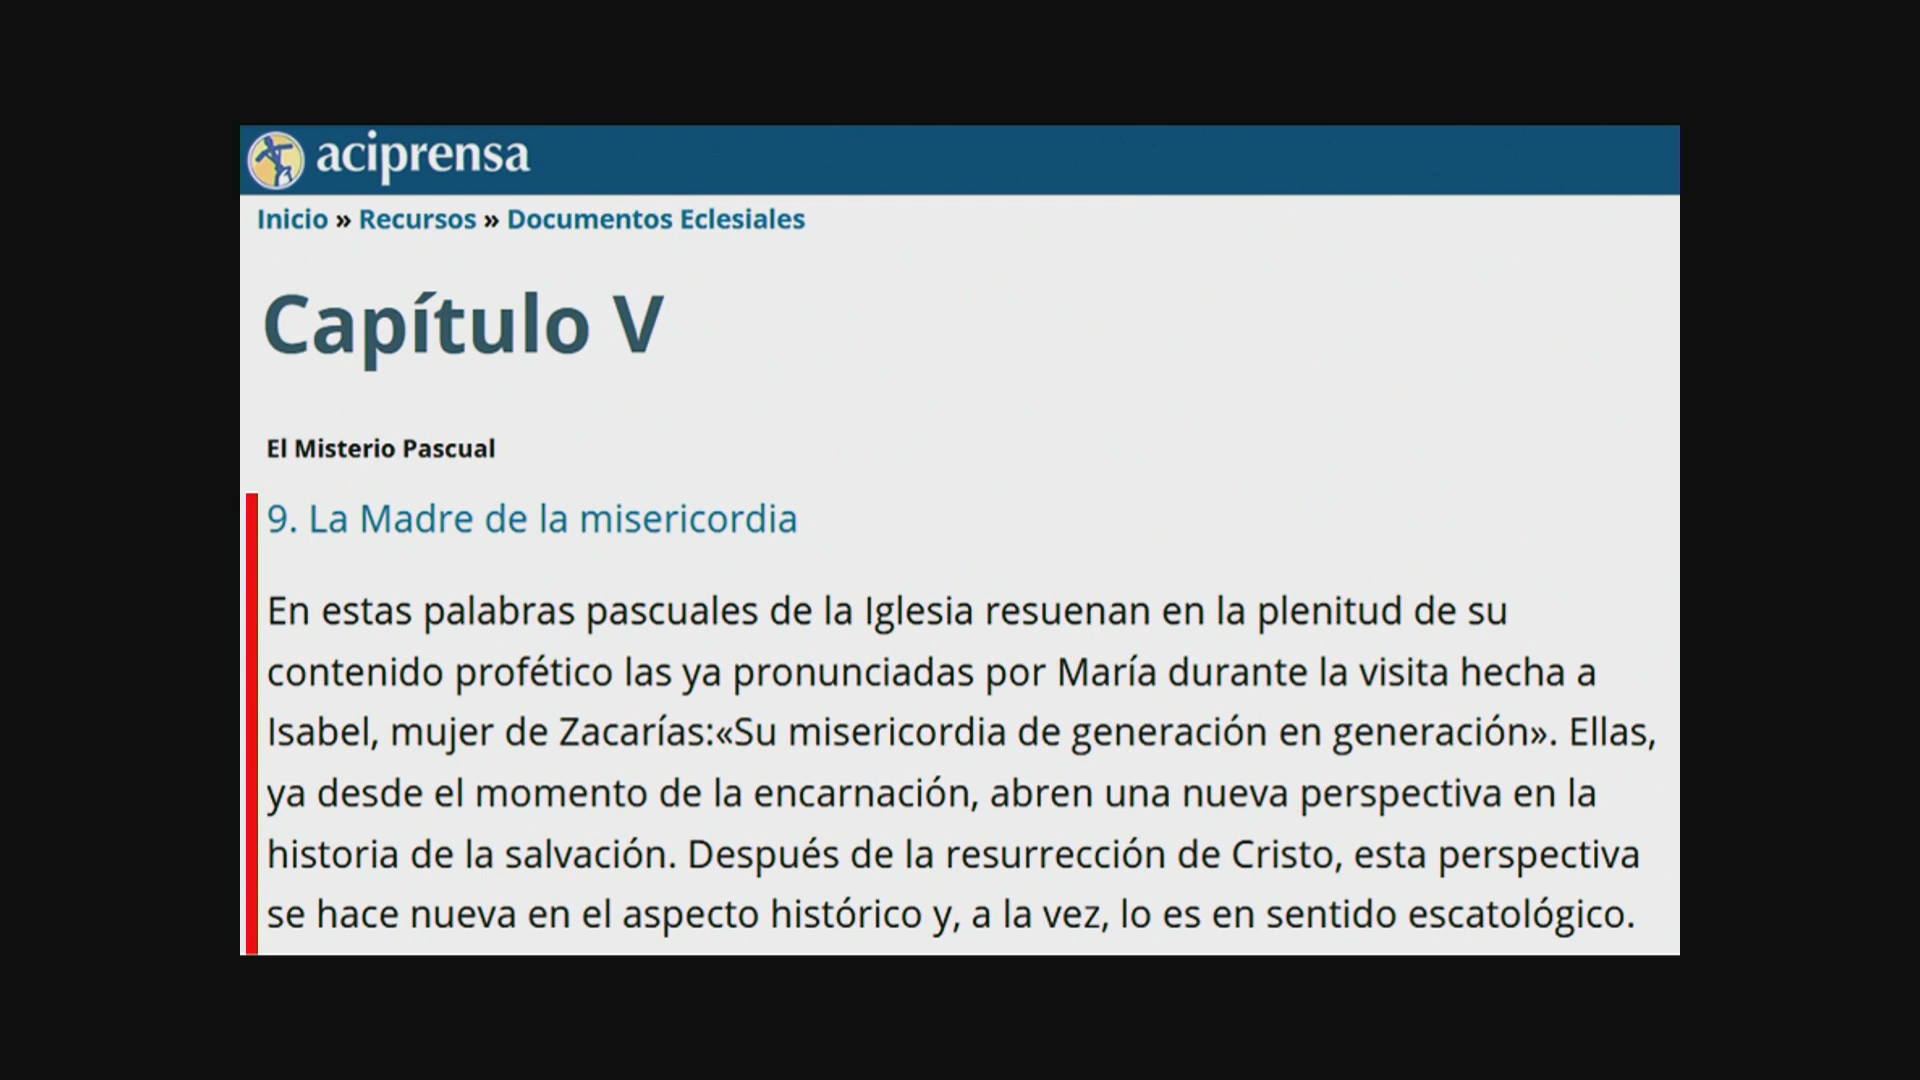 aciprensa
Inicio » Recursos » Documentos Eclesiales
Capítulo V
El Misterio Pascual
9. La Madre de la misericordia
En estas palabras pascuales de la Iglesia resuenan en la plenitud de su
contenido profético las ya pronunciadas por María durante la visita hecha a
Isabel, mujer de Zacarías:«Su misericordia de generación en generación». Ellas,
ya desde el momento de la encarnación, abren una nueva perspectiva en la
historia de la salvación. Después de la resurrección de Cristo, esta perspectiva
se hace nueva en el aspecto histórico y, a la vez, lo es en sentido escatológico.